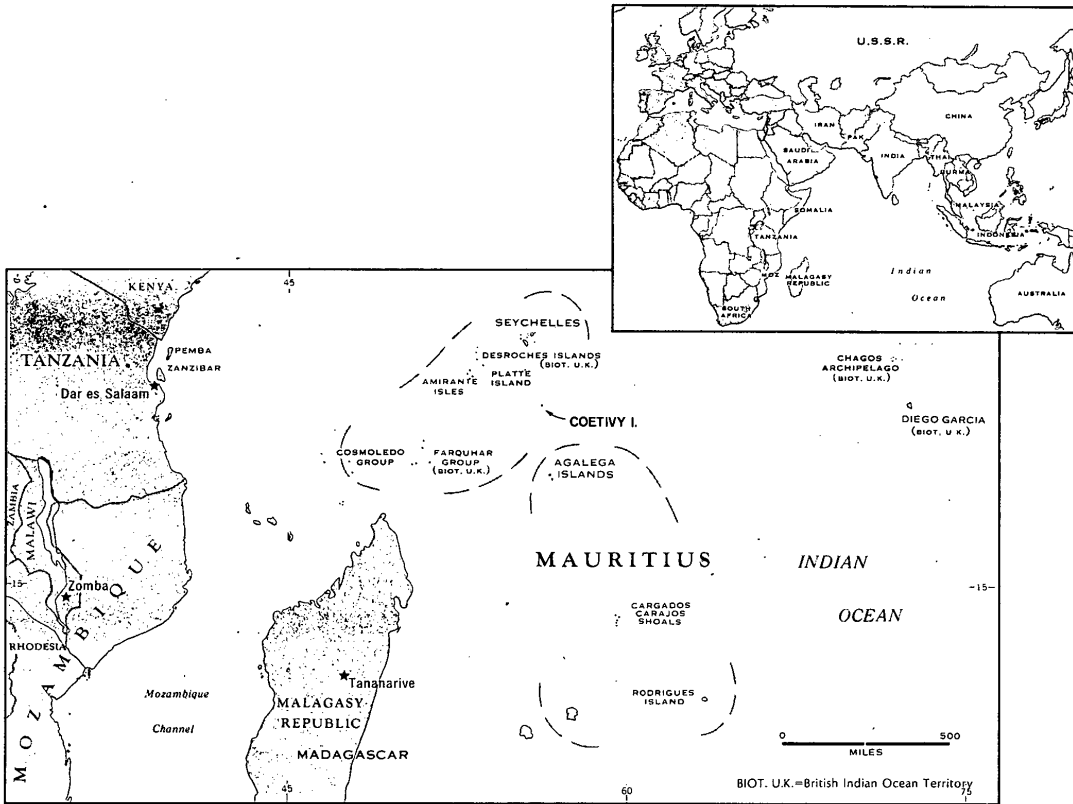 U.S.S.R.
CHINA
IRAN
PAK
SAUDI
ARABIA
INDIA
THAI
BURMA
SOMALIA
MALAYSIA
INDONESIA
TANZANIA
MOZ
MALAGASY
REPUBLIC
Indian
Ocean
SOUTH
AFRICA
AUSTRALIA
45
KENYA
TANZANIA
PEMBA
ZANZIBAR
Dar es Salaam
SEYCHELLES
DESROCHES ISLANDS
(BIOT. U.K.)
PLATTE
ISLAND
AMIRANTE
ISLES
COETIVY I.
CHAGOS
ARCHIPELAGO
(BIOT. U.K.)
DIEGO GARCIA
(BIOT. U.K.)
COSMOLEDO
GROUP
FARQUHAR
GROUP
(BIOT. U.K.)
AGALEGA
ISLANDS
ZAMBIA
MALAWI
MOZAMBIQUE
MAURITIUS
INDIAN
OCEAN
15
Zomba
15
CARGADOS
CARAJOS
SHOALS
RHODESIA
Tananarive
Mozambique
Channel
MALAGASY
REPUBLIC
MADAGASCAR
RODRIGUES
ISLAND
0 500
MILES
BIOT. U.K.=British Indian Ocean Territory
45
60
75